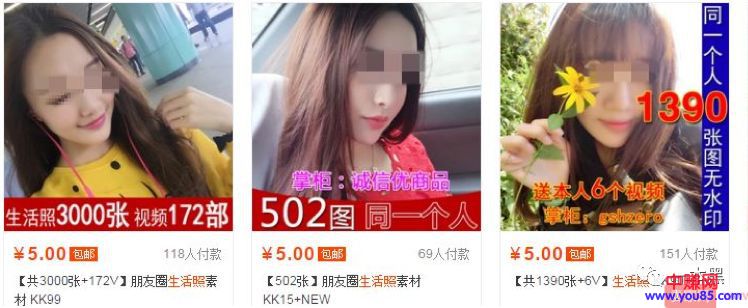 生活照3000张 视频172部
￥5.00 包邮 118人付款
【共3000张+172V】朋友圈生活照素
材 KK99
掌柜：诚信优商品
502图 同一个人
￥5.00 包邮 69人付款
【502张】朋友圈生活照素材
KK15+NEW
同一个人
1390
张图无水印
送本人6个视频
掌柜：gshzero
￥5.00 包邮 151人付款
【共1390张+6V】生活
中赚网
www.you85.com